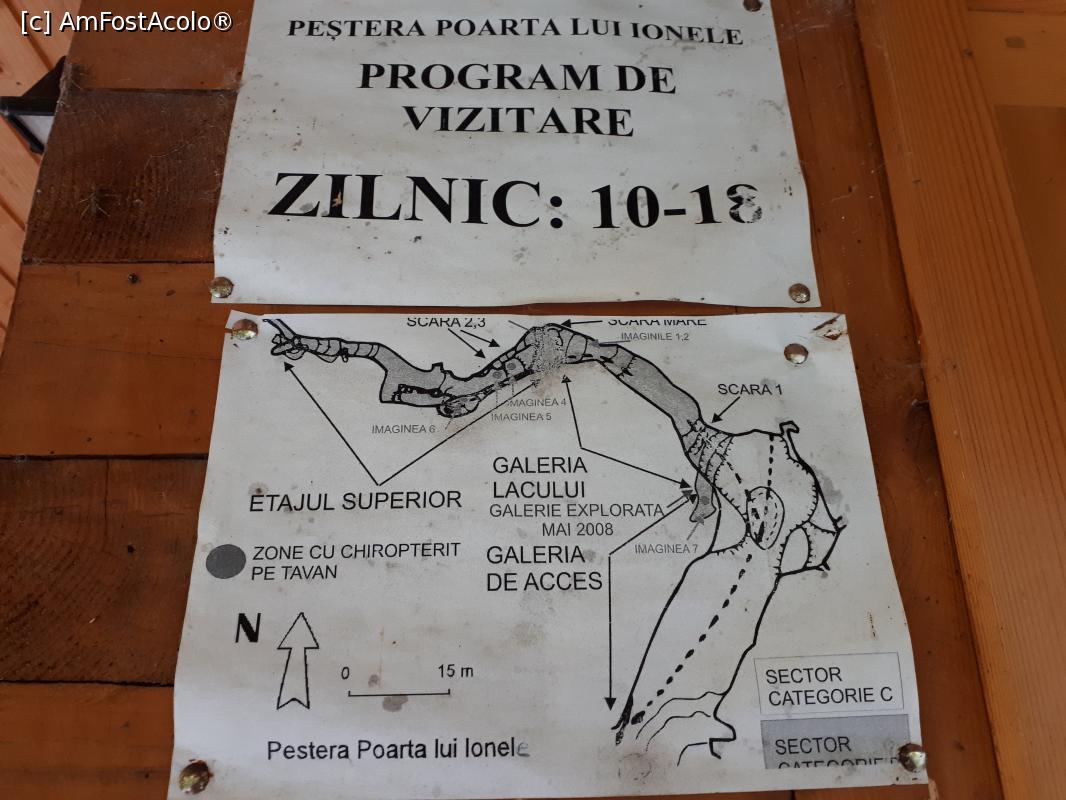 [c] AmFostAcolo®
PEȘTERA POARTA LUI IONELE
PROGRAM DE
VIZITARE
ZILNIC: 10-18
SCARA 2,3
SCARA MARE
IMAGINILE 1,2
SCARA 1
IMAGINEA 4
IMAGINEA 5
IMAGINEA 6
GALERIA
LACULUI
GALERIE EXPLORATA
MAI 2008
IMAGINEA 7
ETAJUL SUPERIOR
GALERIA
DE ACCES
ZONE CU CHIROPTERIT
PE TAVAN
N
0 15 m
SECTOR
CATEGORIE C
SECTOR
CATEGORIE
Pestera Poarta lui Ionele